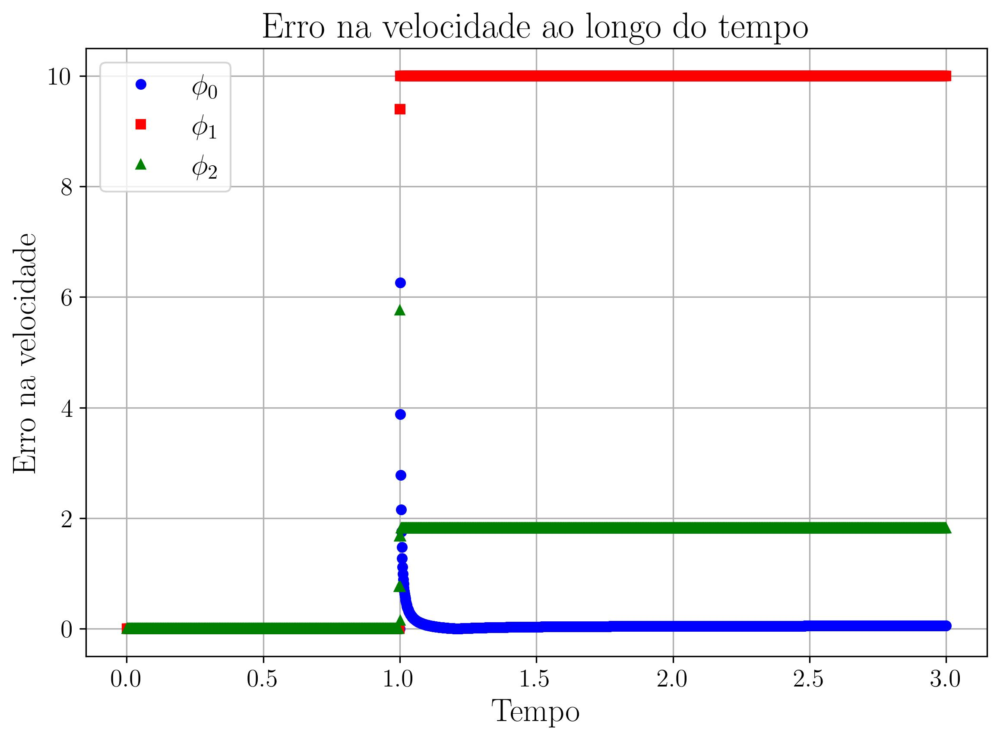 Erro na velocidade ao longo do tempo
ϕ0
ϕ1
ϕ2
Erro na velocidade
10
8
6
4
2
0
0.0 0.5 1.0 1.5 2.0 2.5 3.0
Tempo